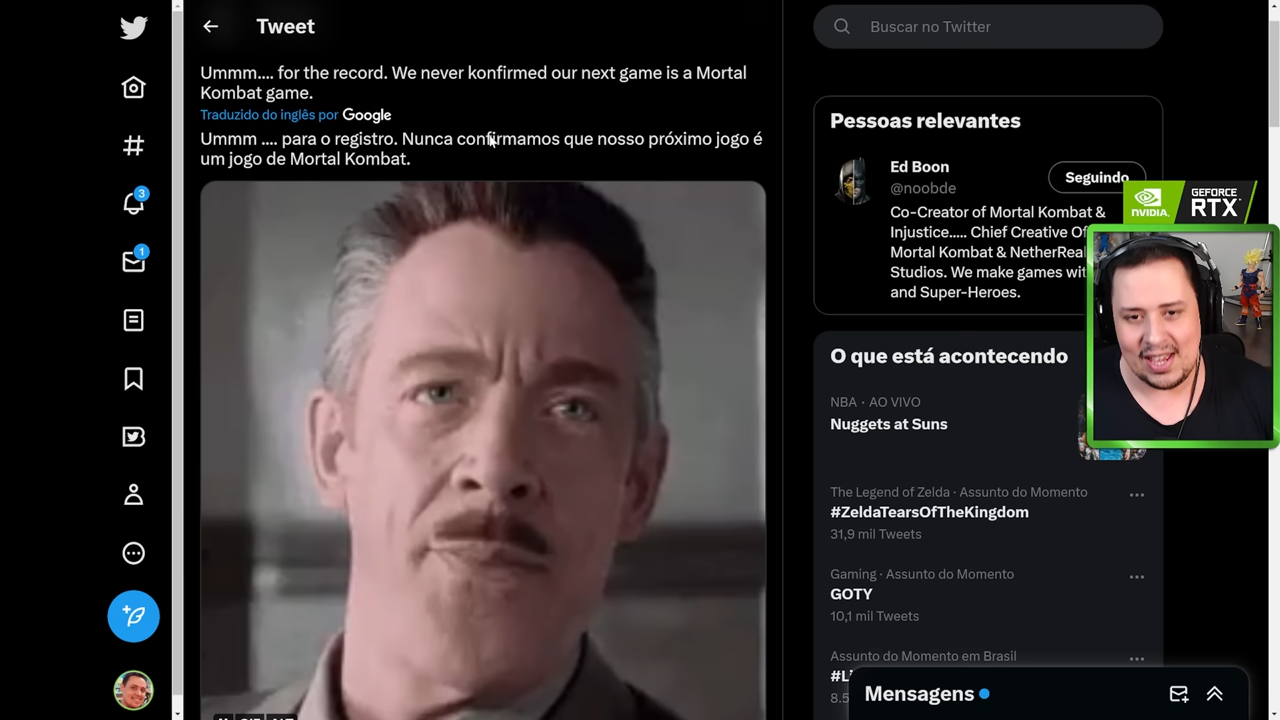 Tweet
Ummm.... for the record. We never konfirmed our next game is a Mortal
Kombat game.
Traduzido do inglês por Google
Ummm .... para o registro. Nunca confirmamos que nosso próximo jogo é
um jogo de Mortal Kombat.
3
1
Buscar no Twitter
Pessoas relevantes
Ed Boon
@noobde
Seguindo
Co-Creator of Mortal Kombat &
Injustice..... Chief Creative Of
Mortal Kombat & NetherRea
Studios. We make games wit
and Super-Heroes.
NVIDIA.
GEFORCE
RTX
O que está acontecendo
NBA · AO VIVO
Nuggets at Suns
The Legend of Zelda · Assunto do Momento
#ZeldaTearsOfTheKingdom
31,9 mil Tweets
Gaming · Assunto do Momento
GOTY
10,1 mil Tweets
Assunto do Momento em Brasil
#Li
8.5
Mensagens